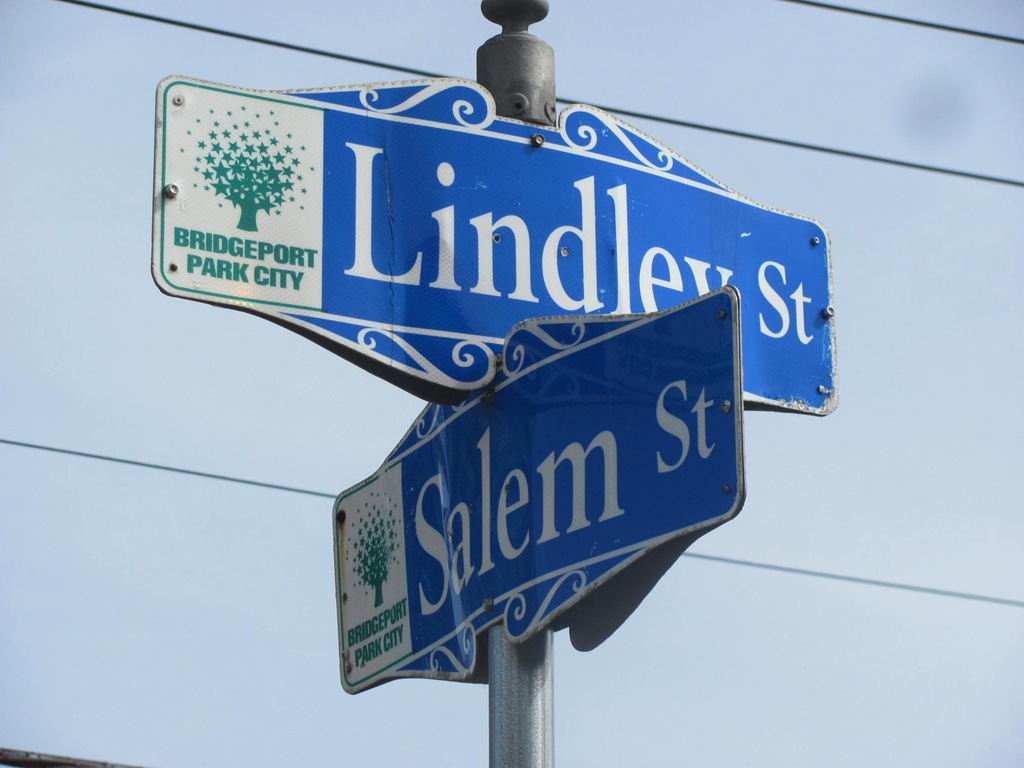 BRIDGEPORT
PARK CITY
Lindley St
BRIDGEPORT
PARK CITY
Salem St